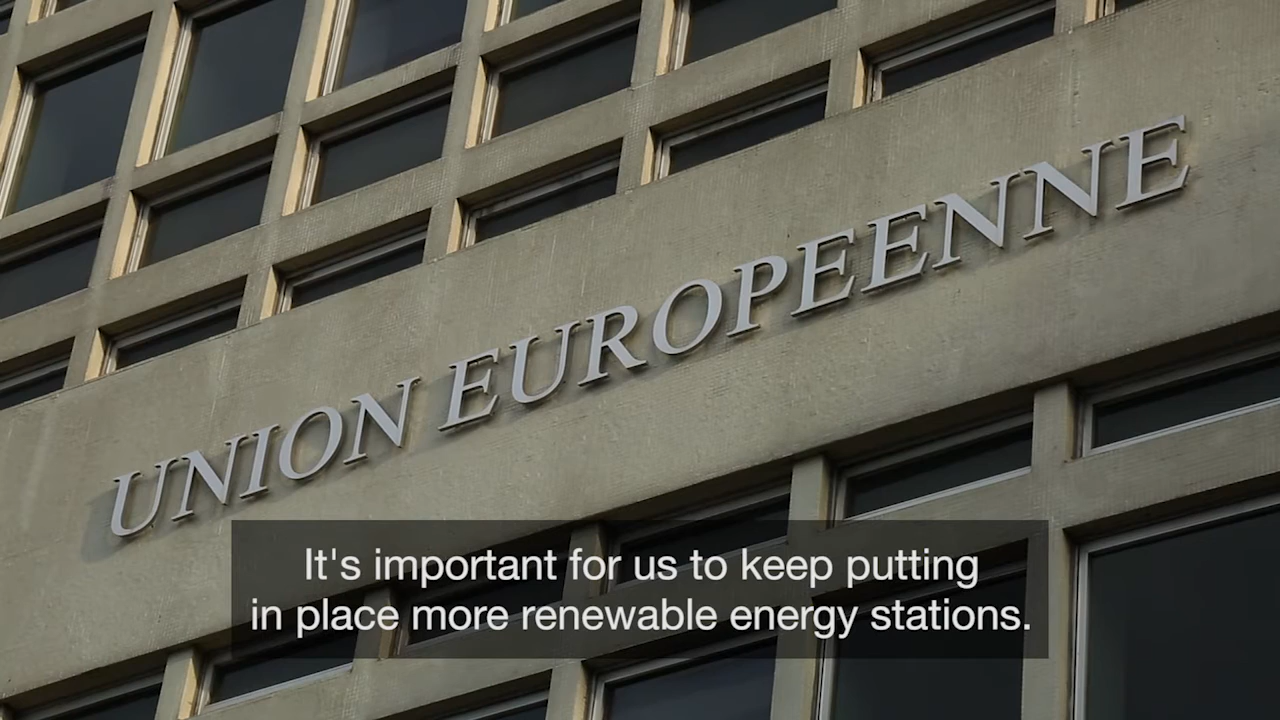 UNION EUROPEENNE
It's important for us to keep putting
in place more renewable energy stations.